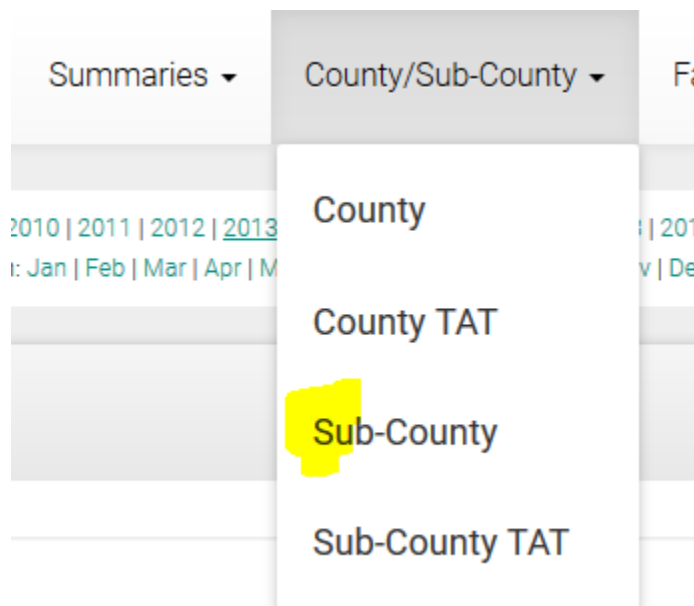 Summaries County/Sub-County
County
2010 | 2011 | 2012 | 2013
Jan | Feb | Mar | Apr |
County TAT
Sub-County
Sub-County TAT